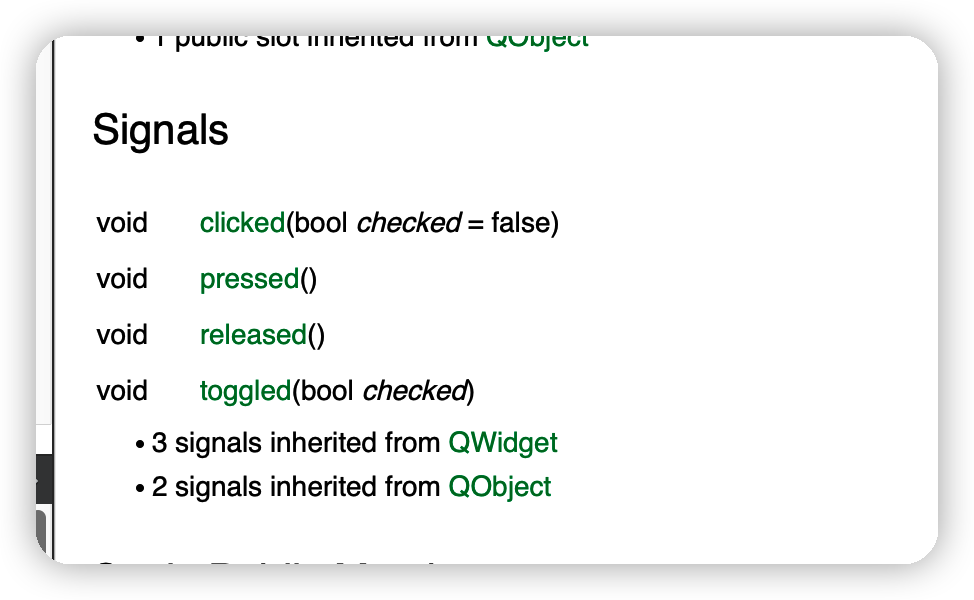 • 1 public slot inherited from QObject
Signals
void clicked(bool checked = false)
void pressed()
void released()
void toggled(bool checked)
• 3 signals inherited from QWidget
• 2 signals inherited from QObject